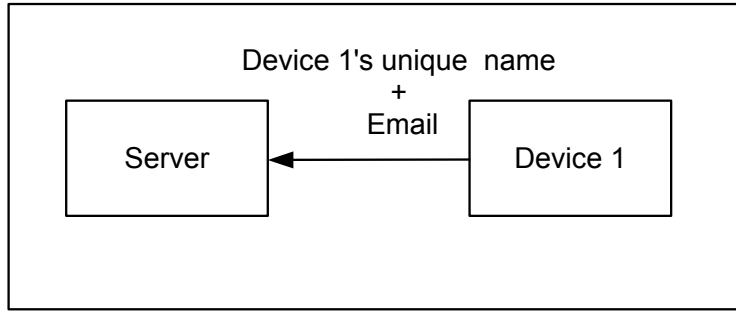 Device 1's unique name
+
Email
Server
Device 1